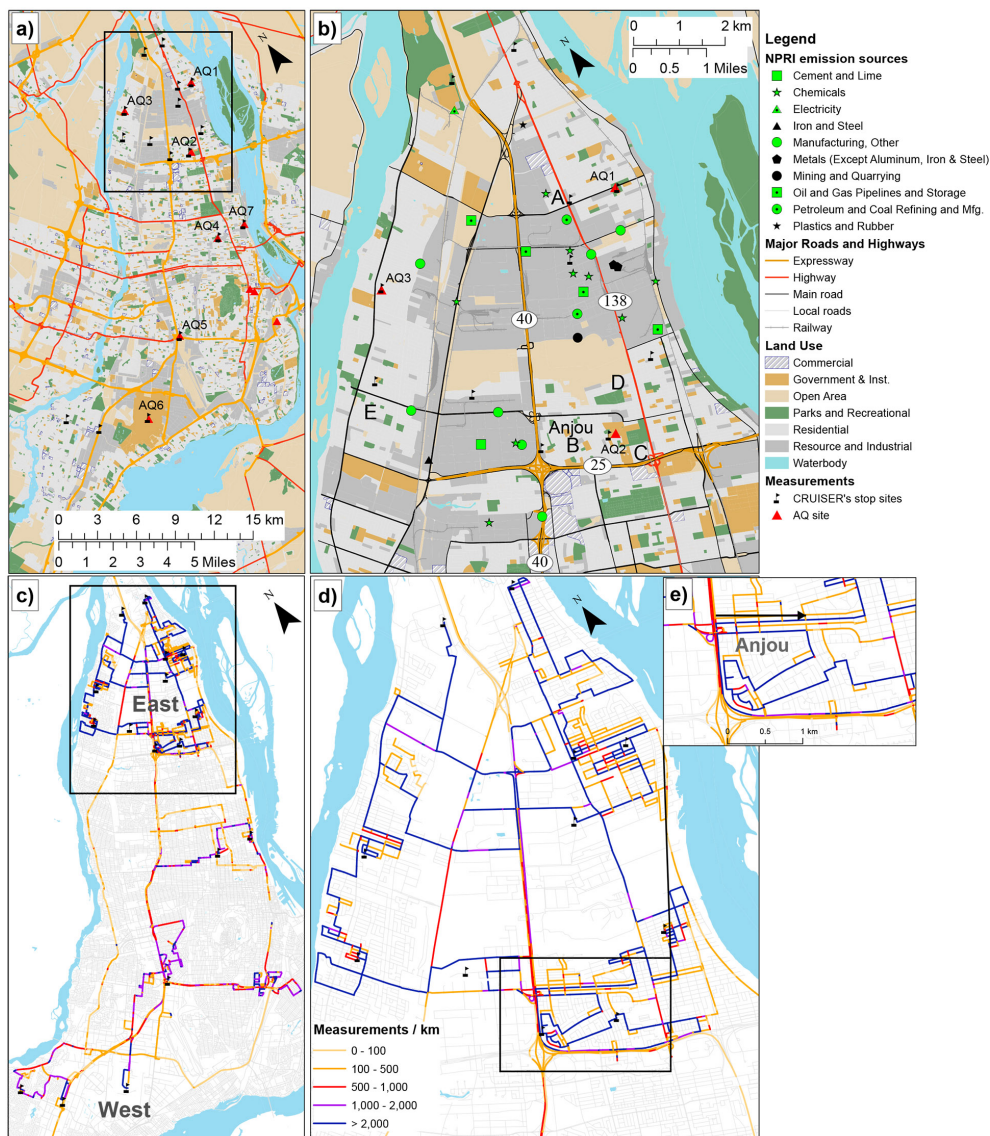 a)
N
AQ1
AQ3
AQ2
AQ7
AQ4
AQ5
AQ6
0 3 6 9 12 15 km
0 1 2 3 4 5 Miles
b)
N
0 1 2 km
0 0.5 1 Miles
AQ1
A
AQ3
138
40
D
E
Anjou
B
AQ2
C
25
40
Legend
NPRI emission sources
Cement and Lime
Chemicals
Electricity
Iron and Steel
Manufacturing, Other
Metals (Except Aluminum, Iron & Steel)
Mining and Quarrying
Oil and Gas Pipelines and Storage
Petroleum and Coal Refining and Mfg.
Plastics and Rubber
Major Roads and Highways
Expressway
Highway
Main road
Local roads
Railway
Land Use
Commercial
Government & Inst.
Open Area
Parks and Recreational
Residential
Resource and Industrial
Waterbody
Measurements
CRUISER's stop sites
AQ site
c)
N
East
West
d)
N
Measurements / km
0 - 100
100 - 500
500 - 1,000
1,000 - 2,000
> 2,000
e)
Anjou
0 0.5 1 km